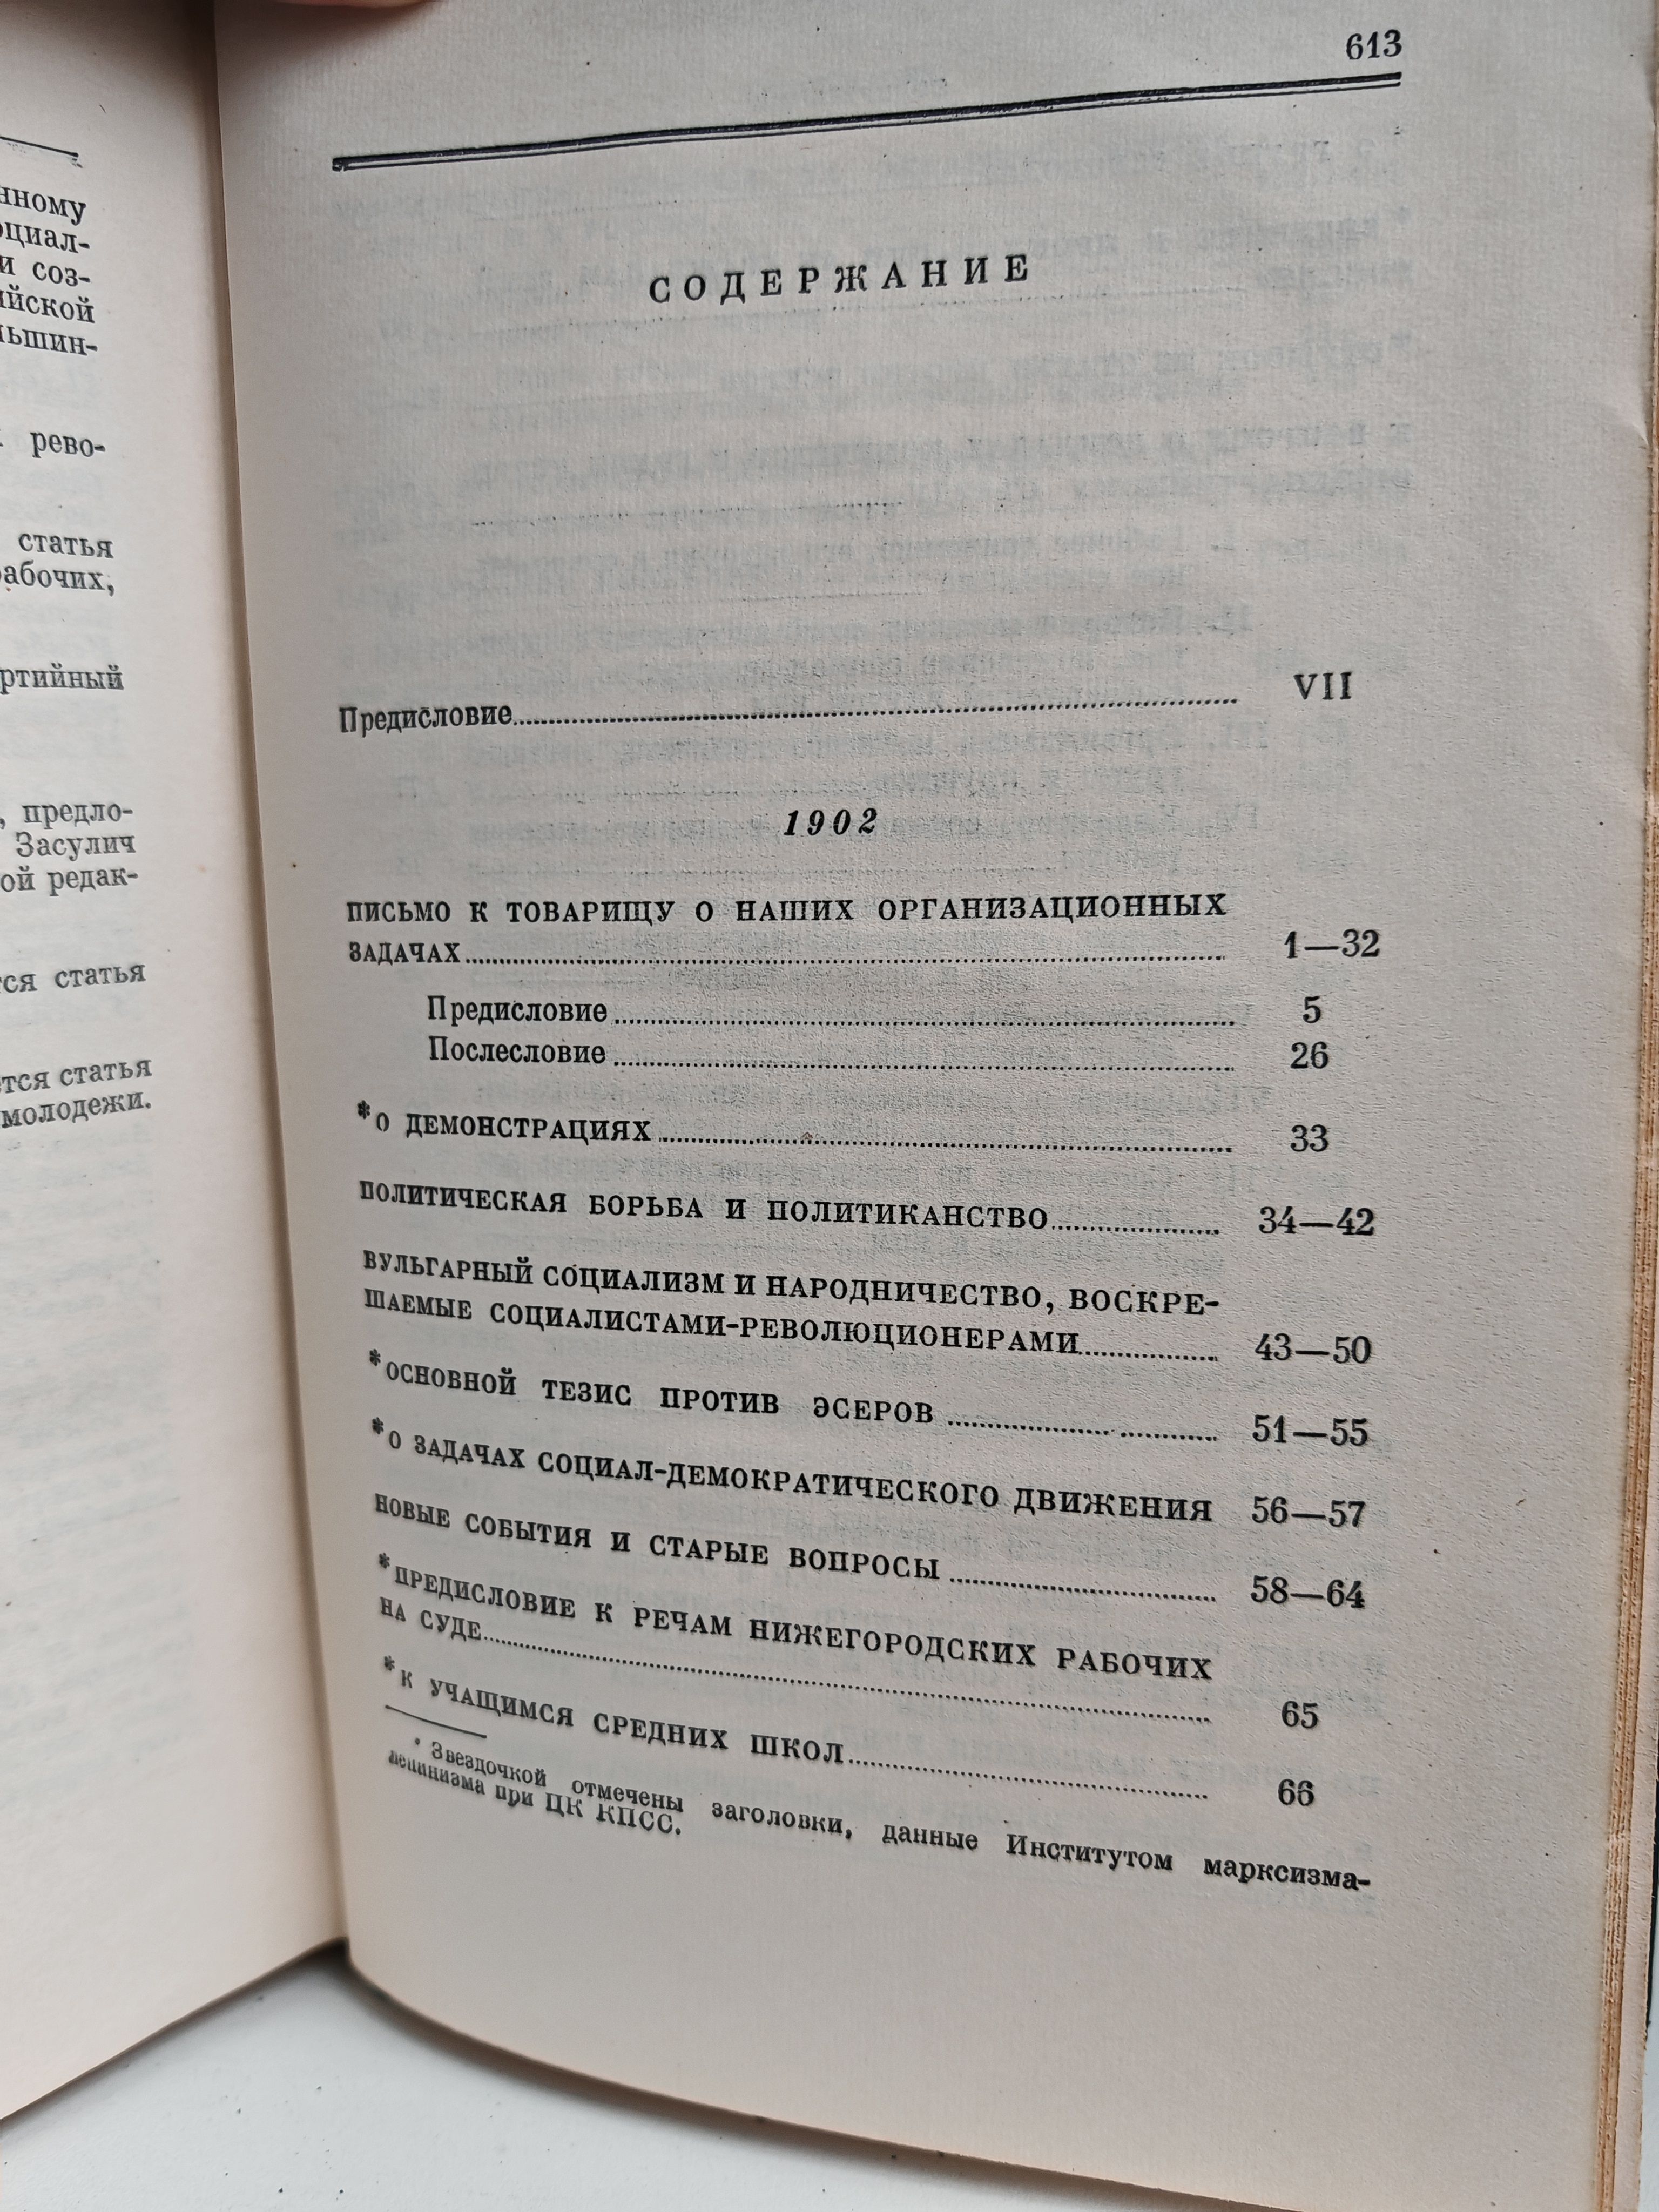 нному
оциал-
и соз-
ийской
льшин-
рево-
статья
рабочих,
ртийный
, предло-
Засулич
ой редак-
тся статья
ется статья
молодежи.
613
СОДЕРЖАНИЕ
Предисловие VII
1902
ПИСЬМО К ТОВАРИЩУ О НАШИХ ОРГАНИЗАЦИОННЫХ
ЗАДАЧАХ 1—32
Предисловие 5
Послесловие 26
*О ДЕМОНСТРАЦИЯХ 33
ПОЛИТИЧЕСКАЯ БОРЬБА И ПОЛИТИКАНСТВО 34—42
ВУЛЬГАРНЫЙ СОЦИАЛИЗМ И НАРОДНИЧЕСТВО, ВОСКРЕ-
ШАЕМЫЕ СОЦИАЛИСТАМИ-РЕВОЛЮЦИОНЕРАМИ 43—50
*ОСНОВНОЙ ТЕЗИС ПРОТИВ ЭСЕРОВ 51—55
*О ЗАДАЧАХ СОЦИАЛ-ДЕМОКРАТИЧЕСКОГО ДВИЖЕНИЯ 56—57
НОВЫЕ СОБЫТИЯ И СТАРЫЕ ВОПРОСЫ 58—64
*ПРЕДИСЛОВИЕ К РЕЧАМ НИЖЕГОРОДСКИХ РАБОЧИХ
НА СУДЕ 65
*К УЧАЩИМСЯ СРЕДНИХ ШКОЛ 66
* Звездочкой отмечены заголовки, данные Институтом марксизма-
ленинизма при ЦК КПСС.